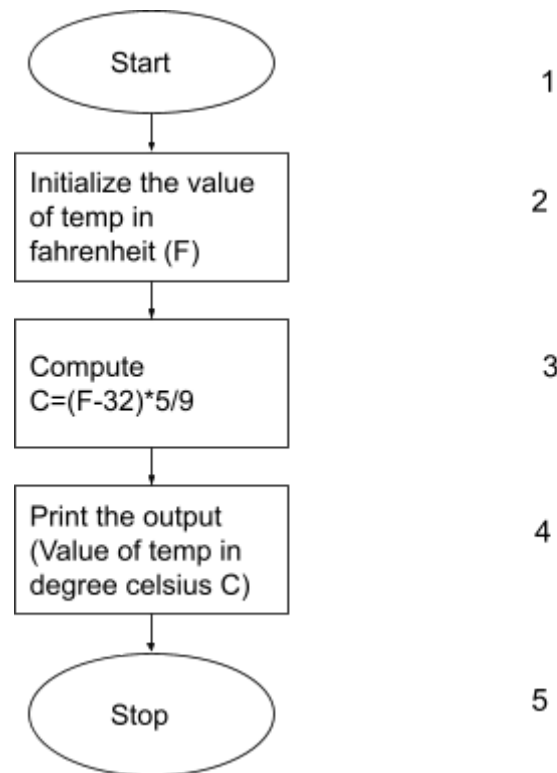 Start
1
Initialize the value
of temp in
fahrenheit (F)
2
Compute
C=(F-32)*5/9
3
Print the output
(Value of temp in
degree celsius C)
4
Stop
5